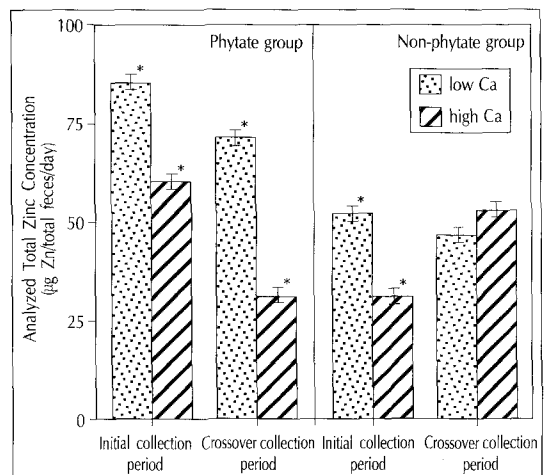 100
75
50
25
0
Analyzed Total Zinc Concentration
(µg Zn/total feces/day)
Phytate group
Non-phytate group
low Ca
high Ca
*
*
*
*
*
*
Initial collection
period
Crossover collection
period
Initial collection
period
Crossover collection
period